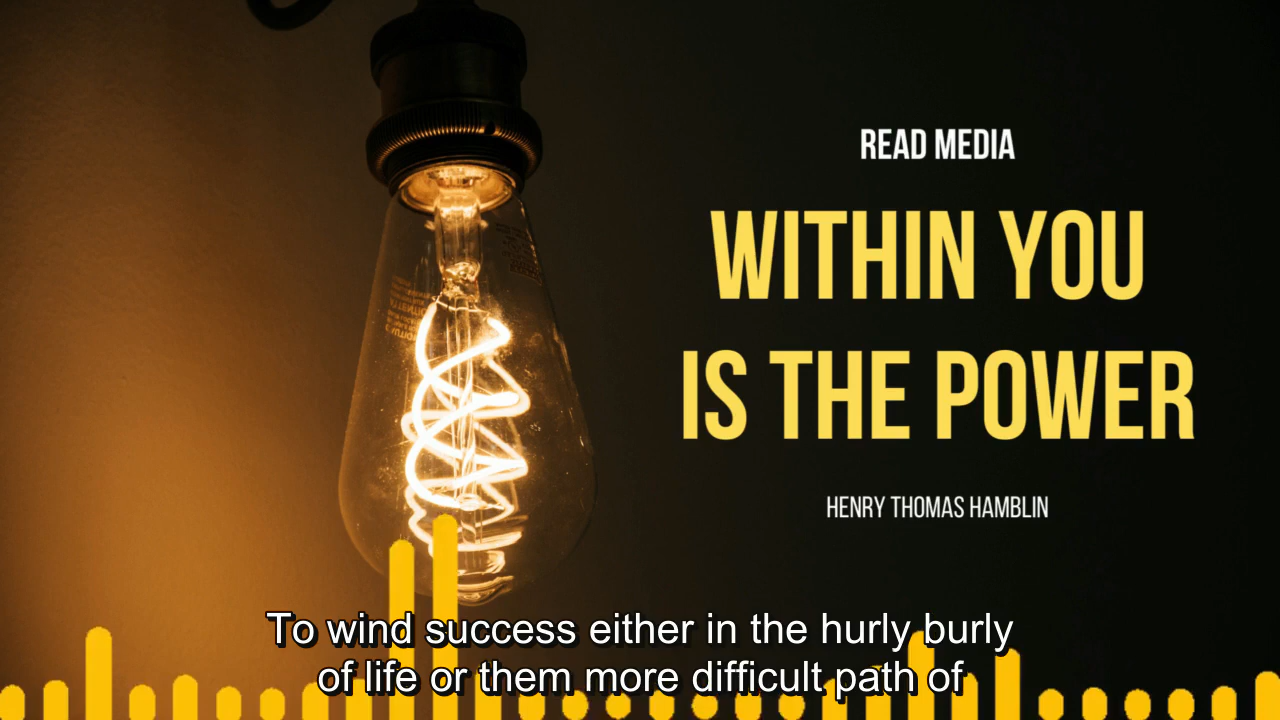 READ MEDIA
WITHIN YOU
IS THE POWER
HENRY THOMAS HAMBLIN
To wind success either in the hurly burly
of life or them more difficult path of